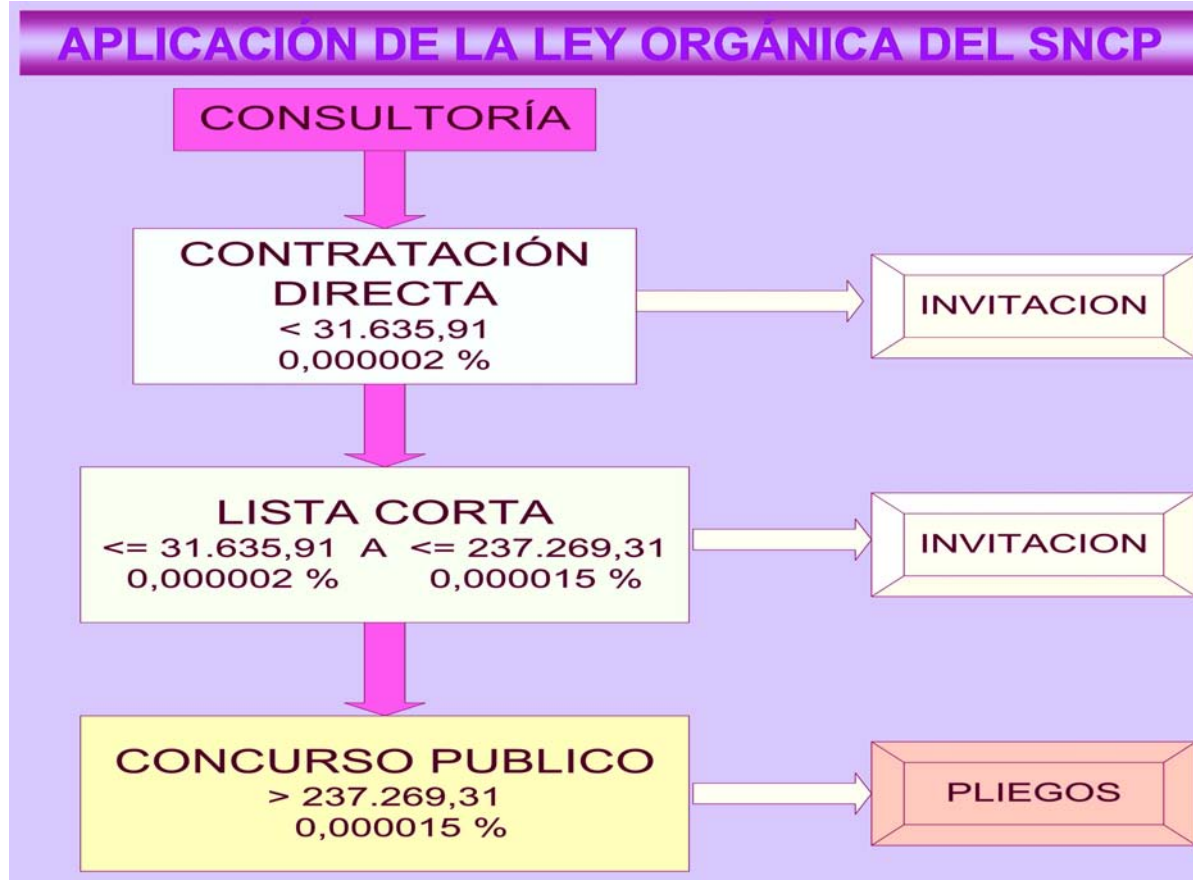 APLICACIÓN DE LA LEY ORGÁNICA DEL SNCP
CONSULTORÍA
CONTRATACIÓN
DIRECTA
< 31.635,91
0,000002 %
INVITACION
LISTA CORTA
<= 31.635,91 A <= 237.269,31
0,000002 % 0,000015 %
INVITACION
CONCURSO PUBLICO
> 237.269,31
0,000015 %
PLIEGOS